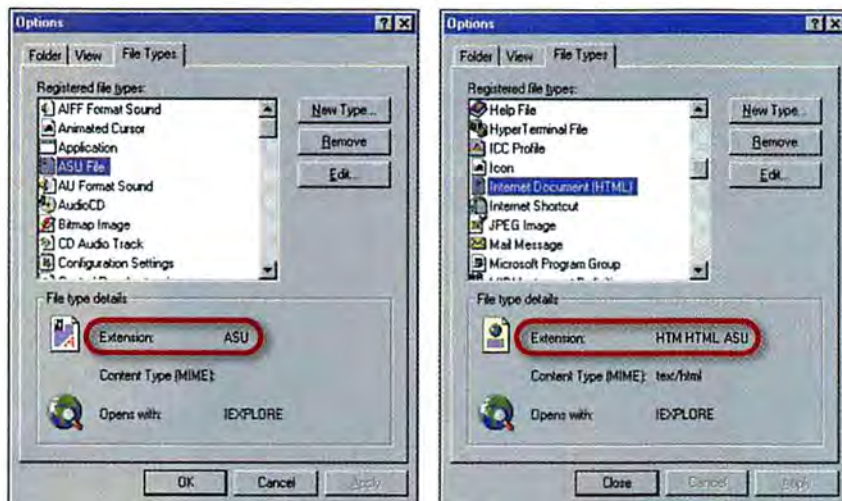 Options
Folder View File Types
Registered file types:
AIFF Format Sound
Animated Cursor
Application
ASU File
AU Format Sound
AudioCD
Bitmap Image
CD Audio Track
Configuration Settings
New Type...
Remove
Edit...
File type details
Extension: ASU
Content Type (MIME):
Opens with: IEXPLORE
OK Cancel Apply
Options
Folder View File Types
Registered file types:
Help File
HyperTerminal File
ICC Profile
Icon
Internet Document (HTML)
Internet Shortcut
JPEG Image
Mail Message
Microsoft Program Group
New Type...
Remove
Edit...
File type details
Extension: HTM HTML ASU
Content Type (MIME): text/html
Opens with: IEXPLORE
Close Cancel Apply